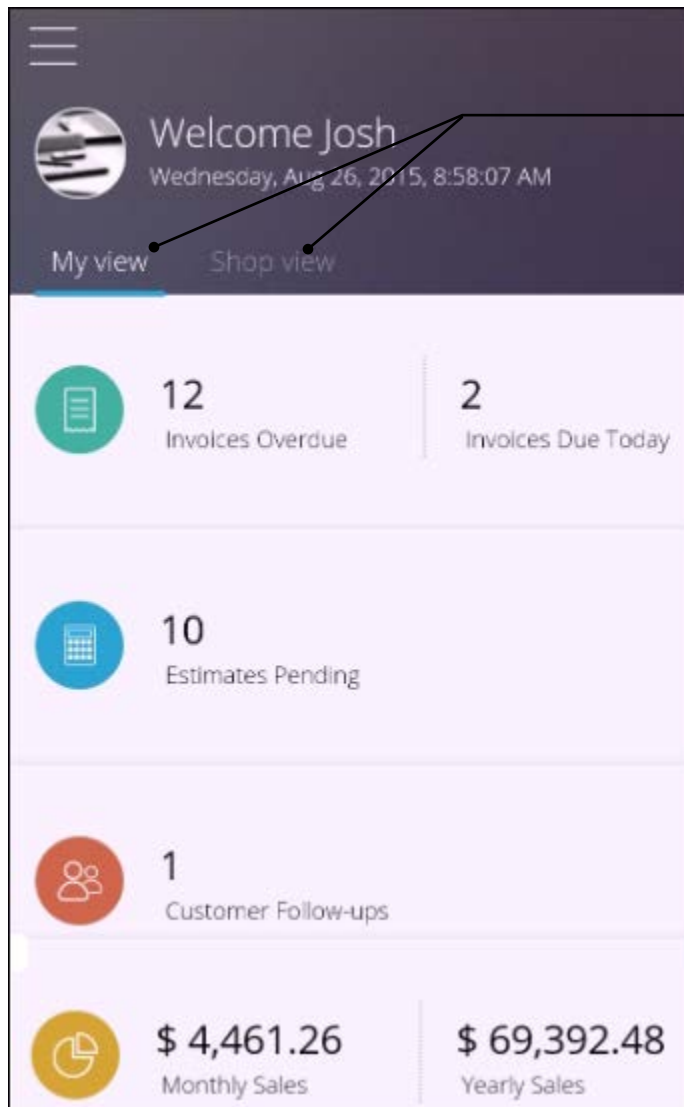 Welcome Josh
Wednesday, Aug 26, 2015, 8:58:07 AM
My view Shop view
12 2
Invoices Overdue Invoices Due Today
10
Estimates Pending
1
Customer Follow-ups
$ 4,461.26 $ 69,392.48
Monthly Sales Yearly Sales